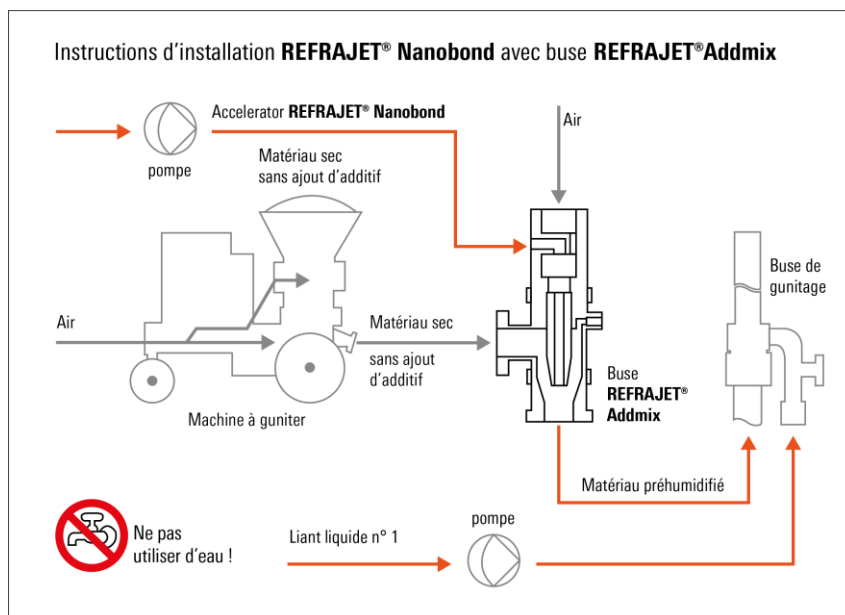 Instructions d'installation REFRAJET® Nanobond avec buse REFRAJET®Addmix
Accelerator REFRAJET® Nanobond
pompe
Matériau sec
sans ajout d'additif
Air
Air
Matériau sec
sans ajout
d'additif
Machine à guniter
Buse
REFRAJET®
Addmix
Buse de
gunitage
Matériau préhumidifié
Ne pas
utiliser d'eau !
Liant liquide n° 1
pompe